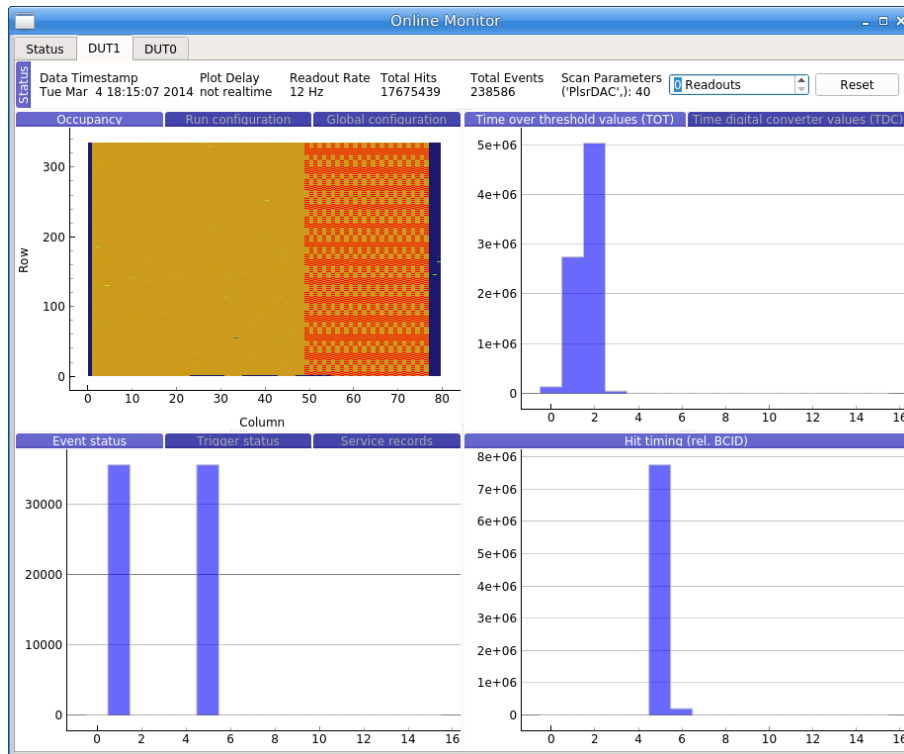 Online Monitor
Status DUT1 DUT0
Status
Data Timestamp Plot Delay Readout Rate Total Hits Total Events Scan Parameters
Tue Mar 4 18:15:07 2014 not realtime 12 Hz 17675439 238586 ('PlsrDAC',): 40
0 Readouts
Reset
Occupancy Run configuration Global configuration
Row
300
200
100
0
0 10 20 30 40 50 60 70 80
Column
Time over threshold values (TOT) Time digital converter values (TDC)
5e+06
4e+06
3e+06
2e+06
1e+06
0
0 2 4 6 8 10 12 14 16
Event status Trigger status Service records
30000
20000
10000
0
0 2 4 6 8 10 12 14 16
Hit timing (rel. BCID)
8e+06
7e+06
6e+06
5e+06
4e+06
3e+06
2e+06
1e+06
0
0 2 4 6 8 10 12 14 16